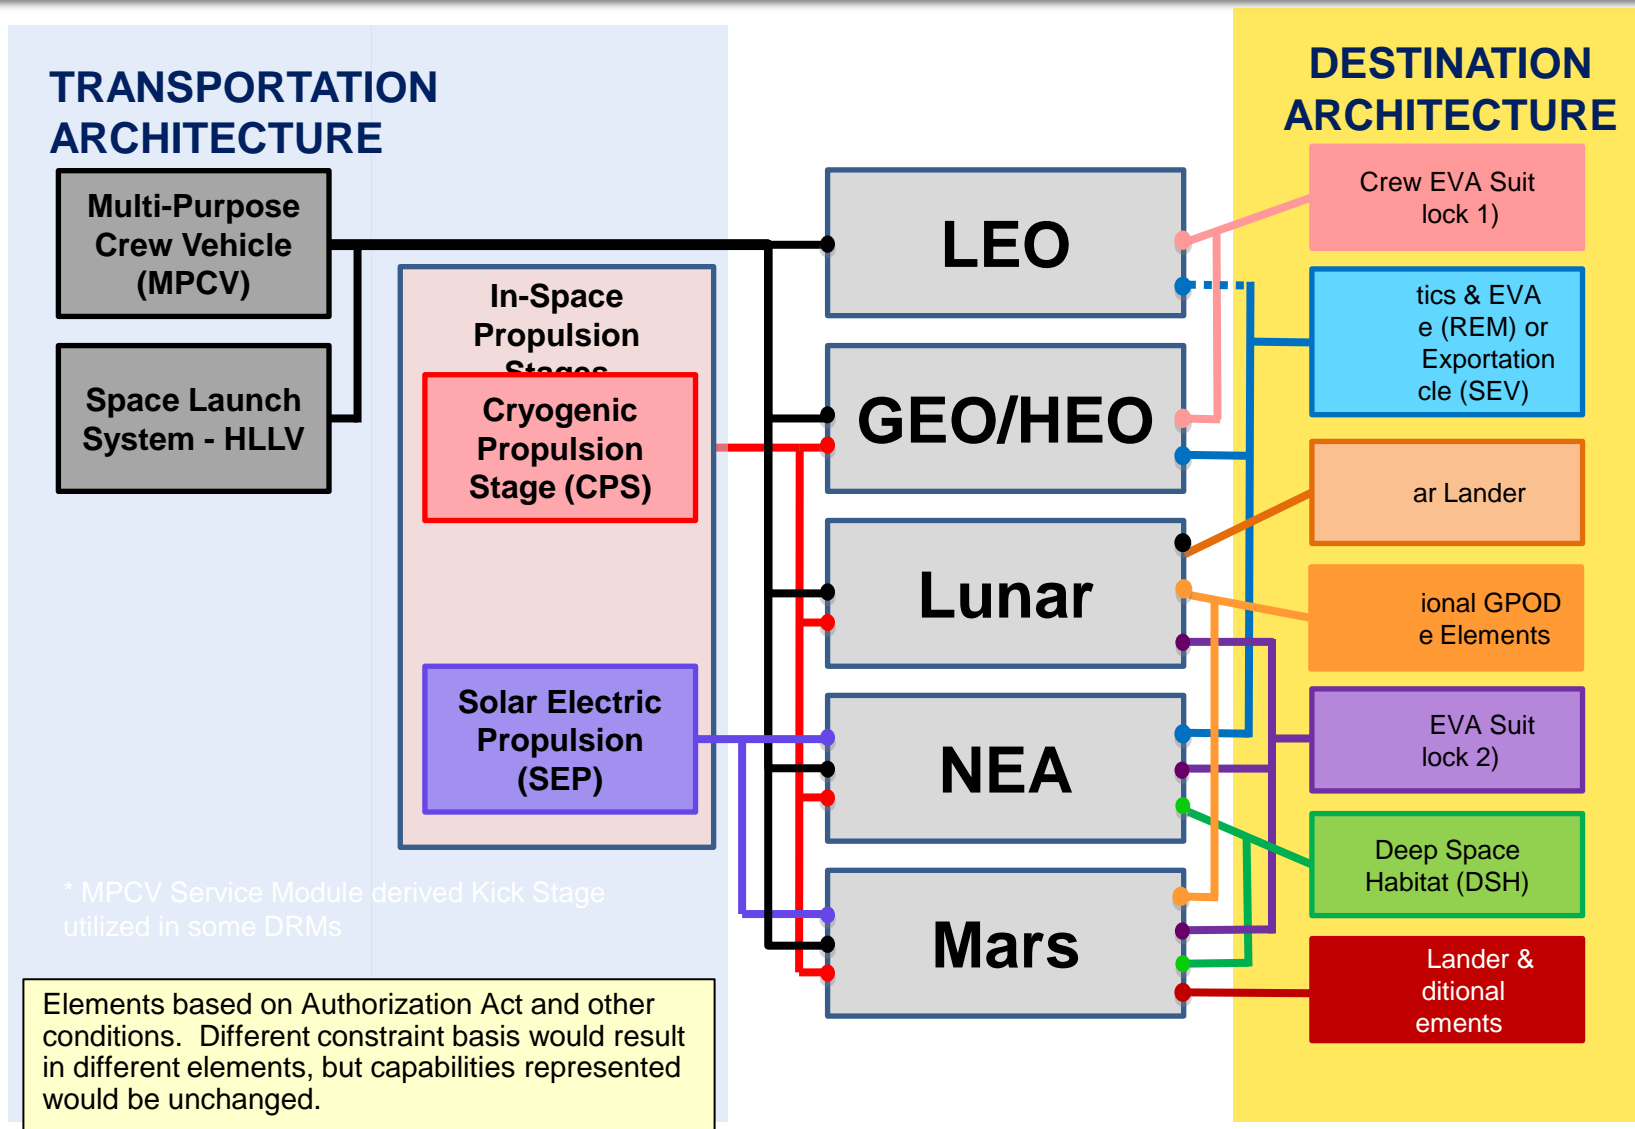 TRANSPORTATION
ARCHITECTURE
Multi-Purpose
Crew Vehicle
(MPCV)
Space Launch
System - HLLV
In-Space
Propulsion
Stages
Cryogenic
Propulsion
Stage (CPS)
Solar Electric
Propulsion
(SEP)
* MPCV Service Module derived Kick Stage
utilized in some DRMs
Elements based on Authorization Act and other
conditions.  Different constraint basis would result
in different elements, but capabilities represented
would be unchanged.
LEO
GEO/HEO
Lunar
NEA
Mars
DESTINATION
ARCHITECTURE
Crew EVA Suit
lock 1)
tics & EVA
e (REM) or
Exportation
cle (SEV)
ar Lander
ional GPOD
e Elements
EVA Suit
lock 2)
Deep Space
Habitat (DSH)
Lander &
ditional
ements